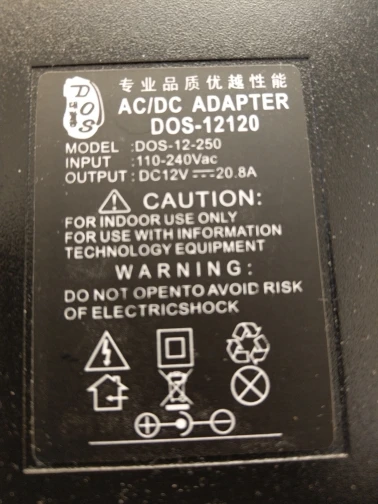 DOS
专业品质优越性能
AC/DC ADAPTER
DOS-12120
MODEL :DOS-12-250
INPUT :110-240Vac
OUTPUT :DC12V⎓20.8A
CAUTION:
FOR INDOOR USE ONLY
FOR USE WITH INFORMATION
TECHNOLOGY EQUIPMENT
WARNING:
DO NOT OPENTO AVOID RISK
OF ELECTRICSHOCK